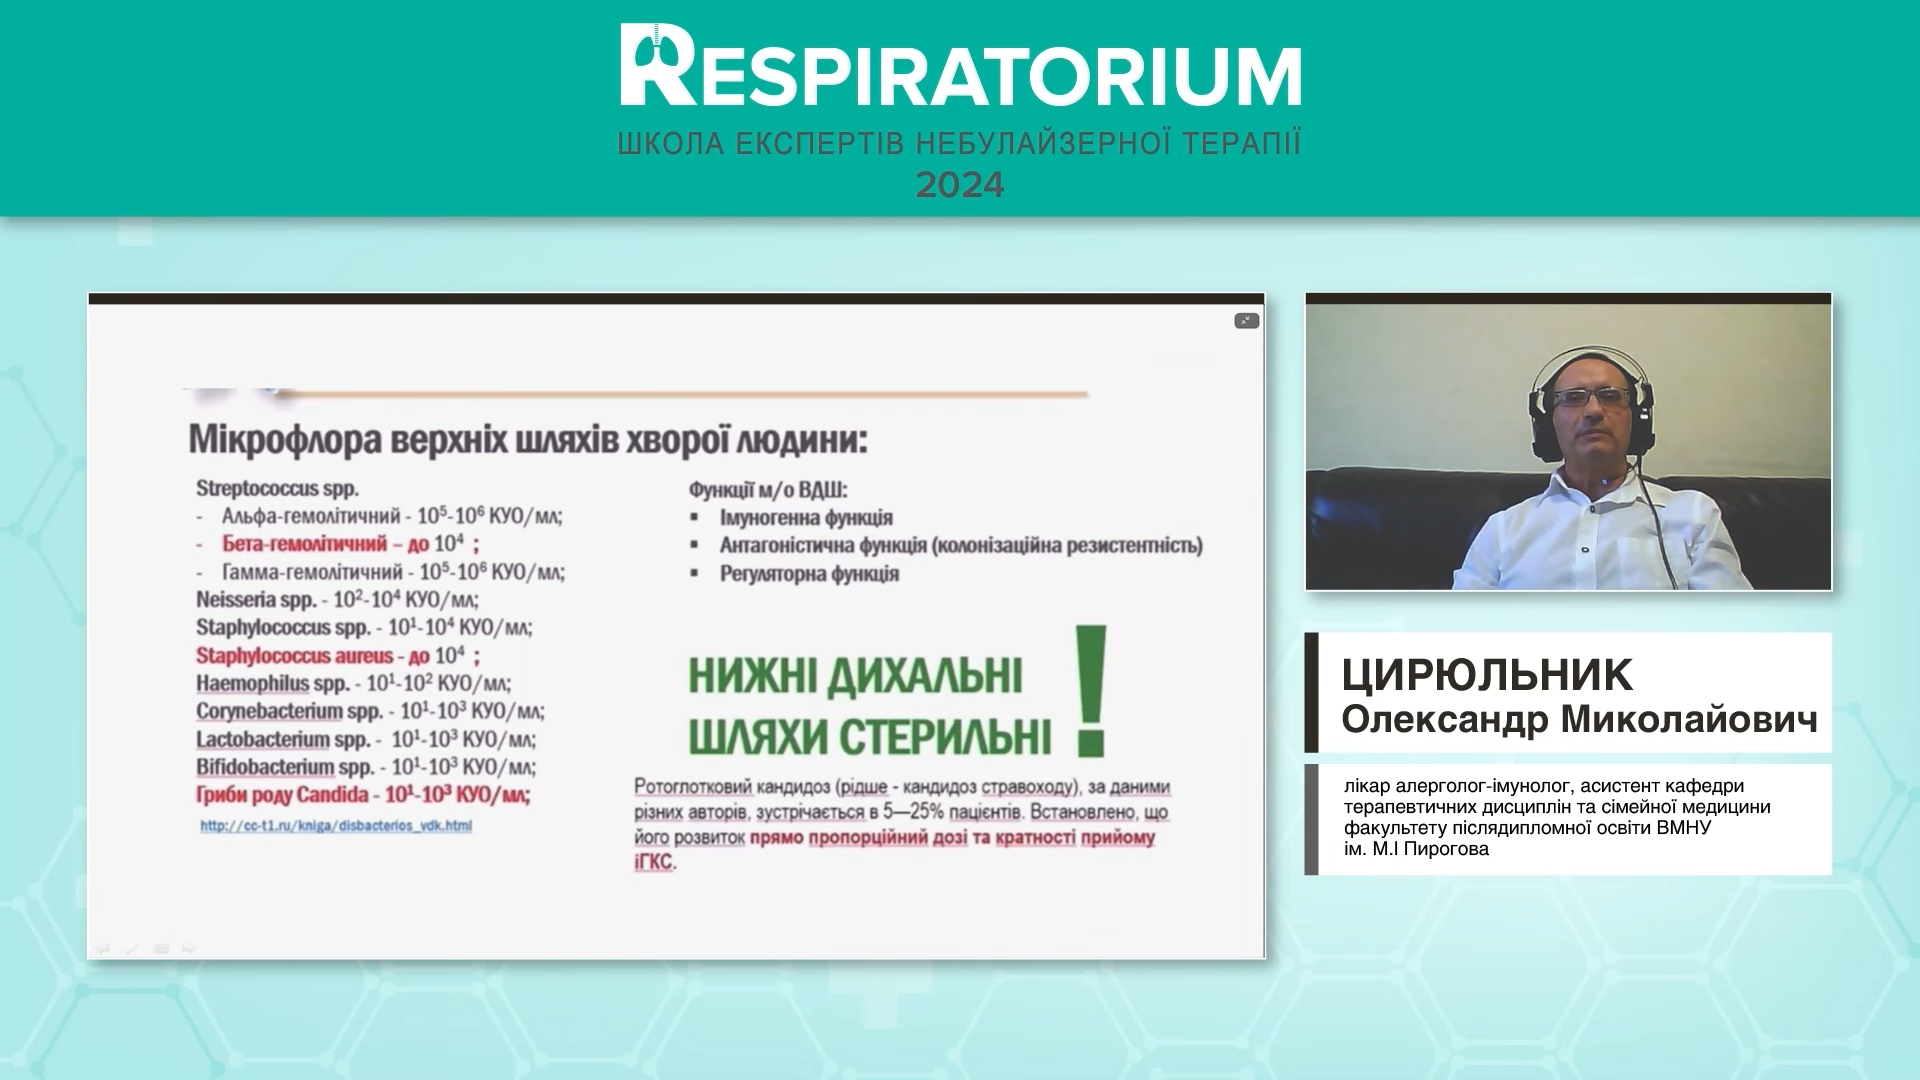 RESPIRATORIUM
ШКОЛА ЕКСПЕРТІВ НЕБУЛАЙЗЕРНОЇ ТЕРАПІЇ
2024
Мікрофлора верхніх шляхів хворої людини:
Streptococcus spp.
- Альфа-гемолітичний - 10⁵-10⁶ КУО/мл;
- Бета-гемолітичний – до 10⁴ ;
- Гамма-гемолітичний - 10⁵-10⁶ КУО/мл;
Neisseria spp. - 10²-10⁴ КУО/мл;
Staphylococcus spp. - 10¹-10⁴ КУО/мл;
Staphylococcus aureus - до 10⁴ ;
Haemophilus spp. - 10¹-10² КУО/мл;
Corynebacterium spp. - 10¹-10³ КУО/мл;
Lactobacterium spp. - 10¹-10³ КУО/мл;
Bifidobacterium spp. - 10¹-10³ КУО/мл;
Гриби роду Candida - 10¹-10³ КУО/мл;
http://cc-t1.ru/kniga/disbacterios_vdk.html
Функції м/о ВДШ:
▪ Імуногенна функція
▪ Антагоністична функція (колонізаційна резистентність)
▪ Регуляторна функція
НИЖНІ ДИХАЛЬНІ
ШЛЯХИ СТЕРИЛЬНІ !
Ротоглотковий кандидоз (рідше - кандидоз стравоходу), за даними
різних авторів, зустрічається в 5—25% пацієнтів. Встановлено, що
його розвиток прямо пропорційний дозі та кратності прийому
іГКС.
ЦИРЮЛЬНИК
Олександр Миколайович
лікар алерголог-імунолог, асистент кафедри
терапевтичних дисциплін та сімейної медицини
факультету післядипломної освіти ВМНУ
ім. М.І Пирогова